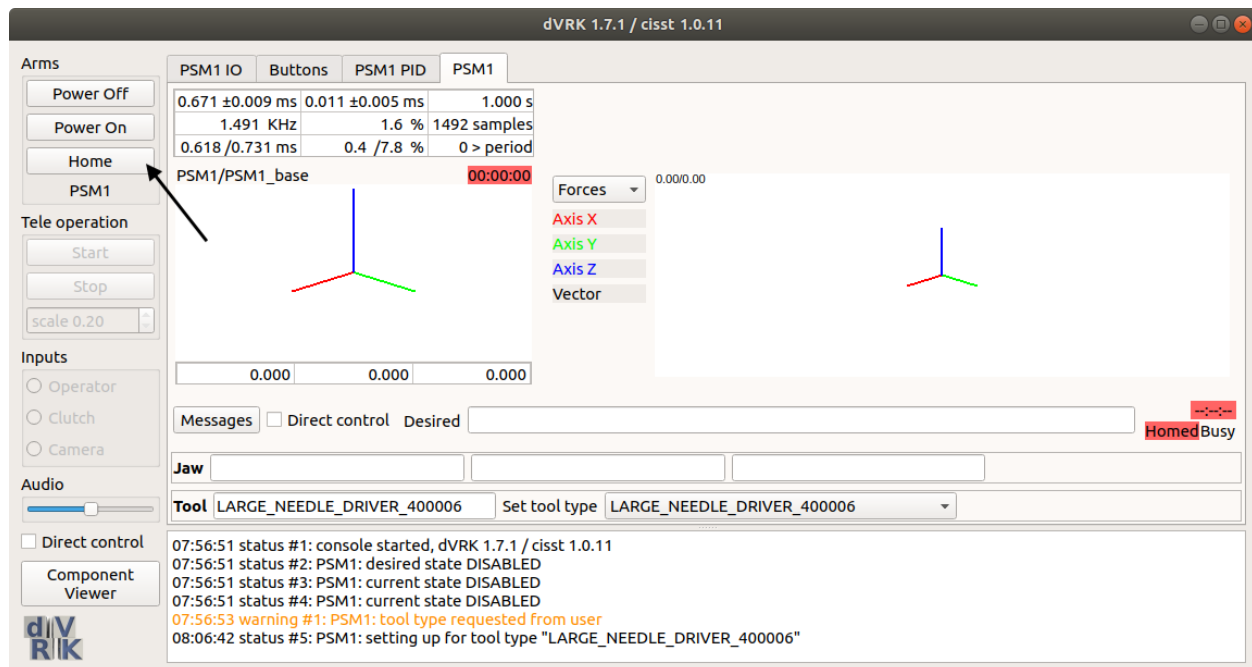 dVRK 1.7.1 / cisst 1.0.11
Arms
Power Off
Power On
Home
PSM1
Tele operation
Start
Stop
scale 0.20
Inputs
Operator
Clutch
Camera
Audio
Direct control
Component
Viewer
dV
RK
PSM1 IO Buttons PSM1 PID PSM1
0.671 ±0.009 ms 0.011 ±0.005 ms 1.000 s
1.491 KHz 1.6 % 1492 samples
0.618 /0.731 ms 0.4 /7.8 % 0 > period
PSM1/PSM1_base 00:00:00
0.000 0.000 0.000
Forces
Axis X
Axis Y
Axis Z
Vector
0.00/0.00
Messages Direct control Desired
--:--:--
Homed Busy
Jaw
Tool LARGE_NEEDLE_DRIVER_400006 Set tool type LARGE_NEEDLE_DRIVER_400006
07:56:51 status #1: console started, dVRK 1.7.1 / cisst 1.0.11
07:56:51 status #2: PSM1: desired state DISABLED
07:56:51 status #3: PSM1: current state DISABLED
07:56:51 status #4: PSM1: current state DISABLED
07:56:53 warning #1: PSM1: tool type requested from user
08:06:42 status #5: PSM1: setting up for tool type "LARGE_NEEDLE_DRIVER_400006"